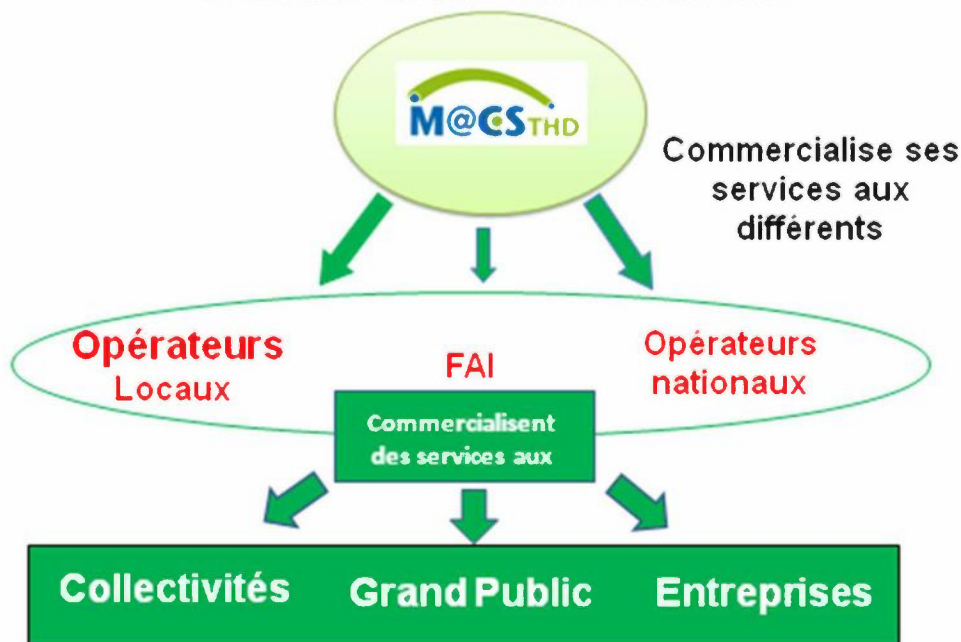 M@CS THD
Commercialise ses
services aux
différents
Opérateurs
Locaux
FAI
Opérateurs
nationaux
Commercialisent
des services aux
Collectivités
Grand Public
Entreprises